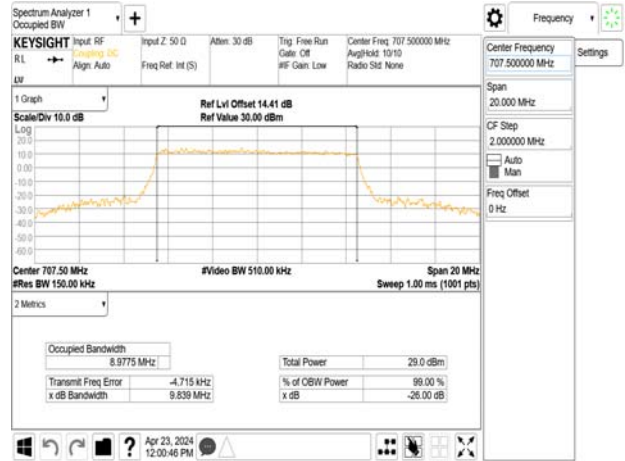 Spectrum Analyzer 1
Occupied BW
Frequency
KEYSIGHT Input: RF Input Z: 50 Ω Atten: 30 dB Trig: Free Run Center Freq: 707.500000 MHz
RL Coupling: DC Gate: Off Avg|Hold: 10/10
Align: Auto Freq Ref: Int (S) #IF Gain: Low Radio Std: None
Center Frequency
707.500000 MHz
Settings
Span
20.000 MHz
CF Step
2.000000 MHz
Auto
Man
Freq Offset
0 Hz
1 Graph
Ref Lvl Offset 14.41 dB
Scale/Div 10.0 dB Ref Value 30.00 dBm
Log
20.0
10.0
0.00
-10.0
-20.0
-30.0
-40.0
-50.0
-60.0
Center 707.50 MHz #Video BW 510.00 kHz Span 20 MHz
#Res BW 150.00 kHz Sweep 1.00 ms (1001 pts)
2 Metrics
Occupied Bandwidth
8.9775 MHz
Total Power 29.0 dBm
Transmit Freq Error -4.715 kHz % of OBW Power 99.00 %
x dB Bandwidth 9.839 MHz x dB -26.00 dB
? Apr 23, 2024
12:00:46 PM